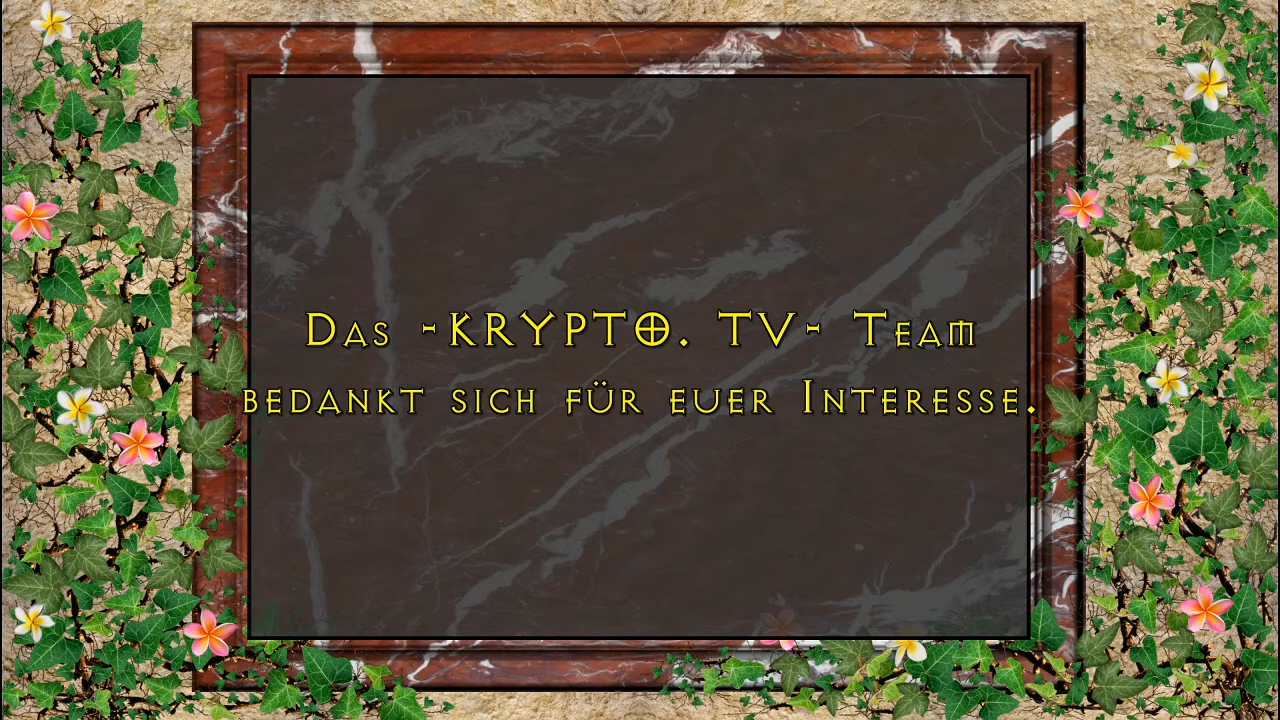 Das -KRYPTO. TV- Team
bedankt sich für euer Interesse.